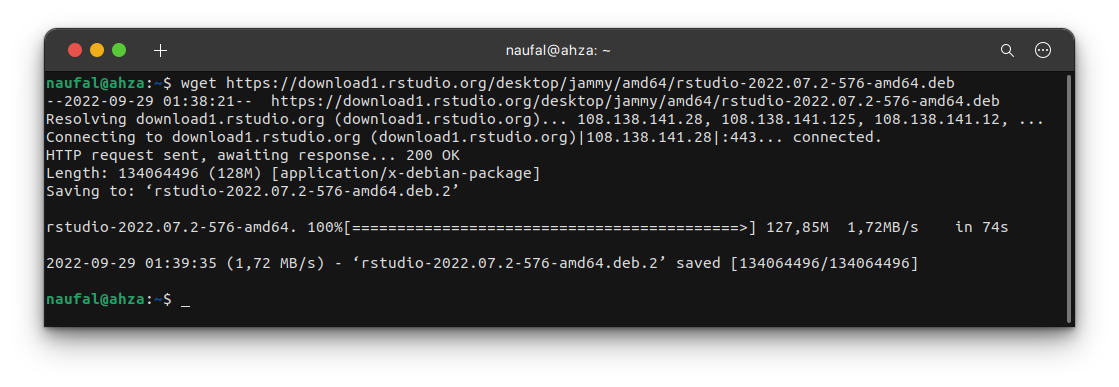 naufal@ahza: ~
naufal@ahza:~$ wget https://download1.rstudio.org/desktop/jammy/amd64/rstudio-2022.07.2-576-amd64.deb
--2022-09-29 01:38:21--  https://download1.rstudio.org/desktop/jammy/amd64/rstudio-2022.07.2-576-amd64.deb
Resolving download1.rstudio.org (download1.rstudio.org)... 108.138.141.28, 108.138.141.125, 108.138.141.12, ...
Connecting to download1.rstudio.org (download1.rstudio.org)|108.138.141.28|:443... connected.
HTTP request sent, awaiting response... 200 OK
Length: 134064496 (128M) [application/x-debian-package]
Saving to: ‘rstudio-2022.07.2-576-amd64.deb.2’
rstudio-2022.07.2-576-amd64. 100%[===========================================>] 127,85M  1,72MB/s    in 74s
2022-09-29 01:39:35 (1,72 MB/s) - ‘rstudio-2022.07.2-576-amd64.deb.2’ saved [134064496/134064496]
naufal@ahza:~$ _